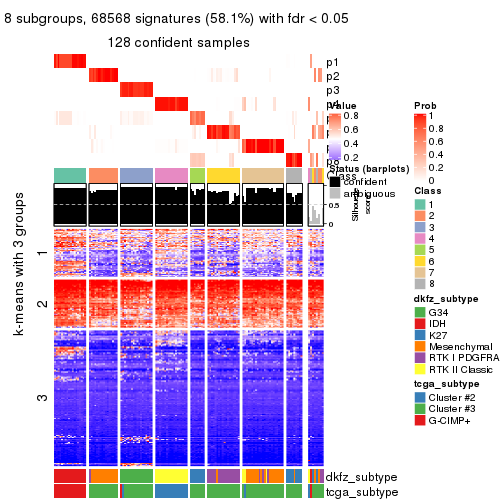 8 subgroups, 68568 signatures (58.1%) with fdr < 0.05
128 confident samples
p1
p2
p3
Value
0.8
0.6
0.4
0.2
Prob
1
0.8
0.6
0.4
0.2
0
Status (barplots)
confident
ambiguous
Class
0.5
0
Silhouette
score
Class
1
2
3
4
5
6
7
8
k-means with 3 groups
1
2
3
dkfz_subtype
G34
IDH
K27
Mesenchymal
RTK I PDGFRA
RTK II Classic
tcga_subtype
Cluster #2
Cluster #3
G-CIMP+
dkfz_subtype
tcga_subtype